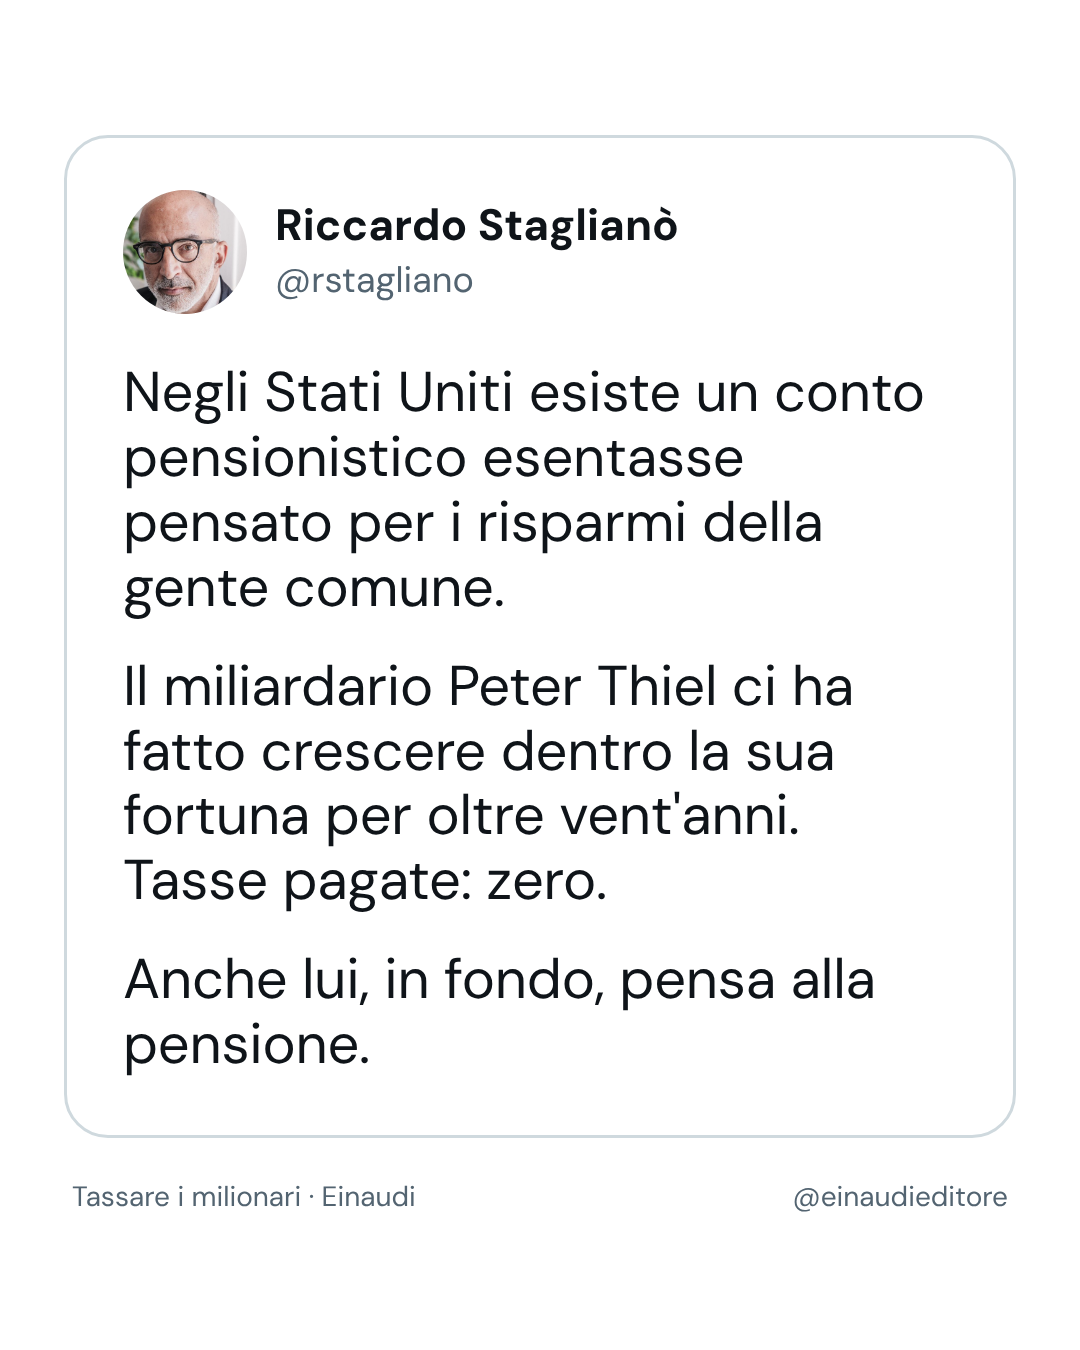 Riccardo Staglianò
@rstagliano
Negli Stati Uniti esiste un conto
pensionistico esentasse
pensato per i risparmi della
gente comune.
Il miliardario Peter Thiel ci ha
fatto crescere dentro la sua
fortuna per oltre vent'anni.
Tasse pagate: zero.
Anche lui, in fondo, pensa alla
pensione.
Tassare i milionari · Einaudi
@einaudieditore